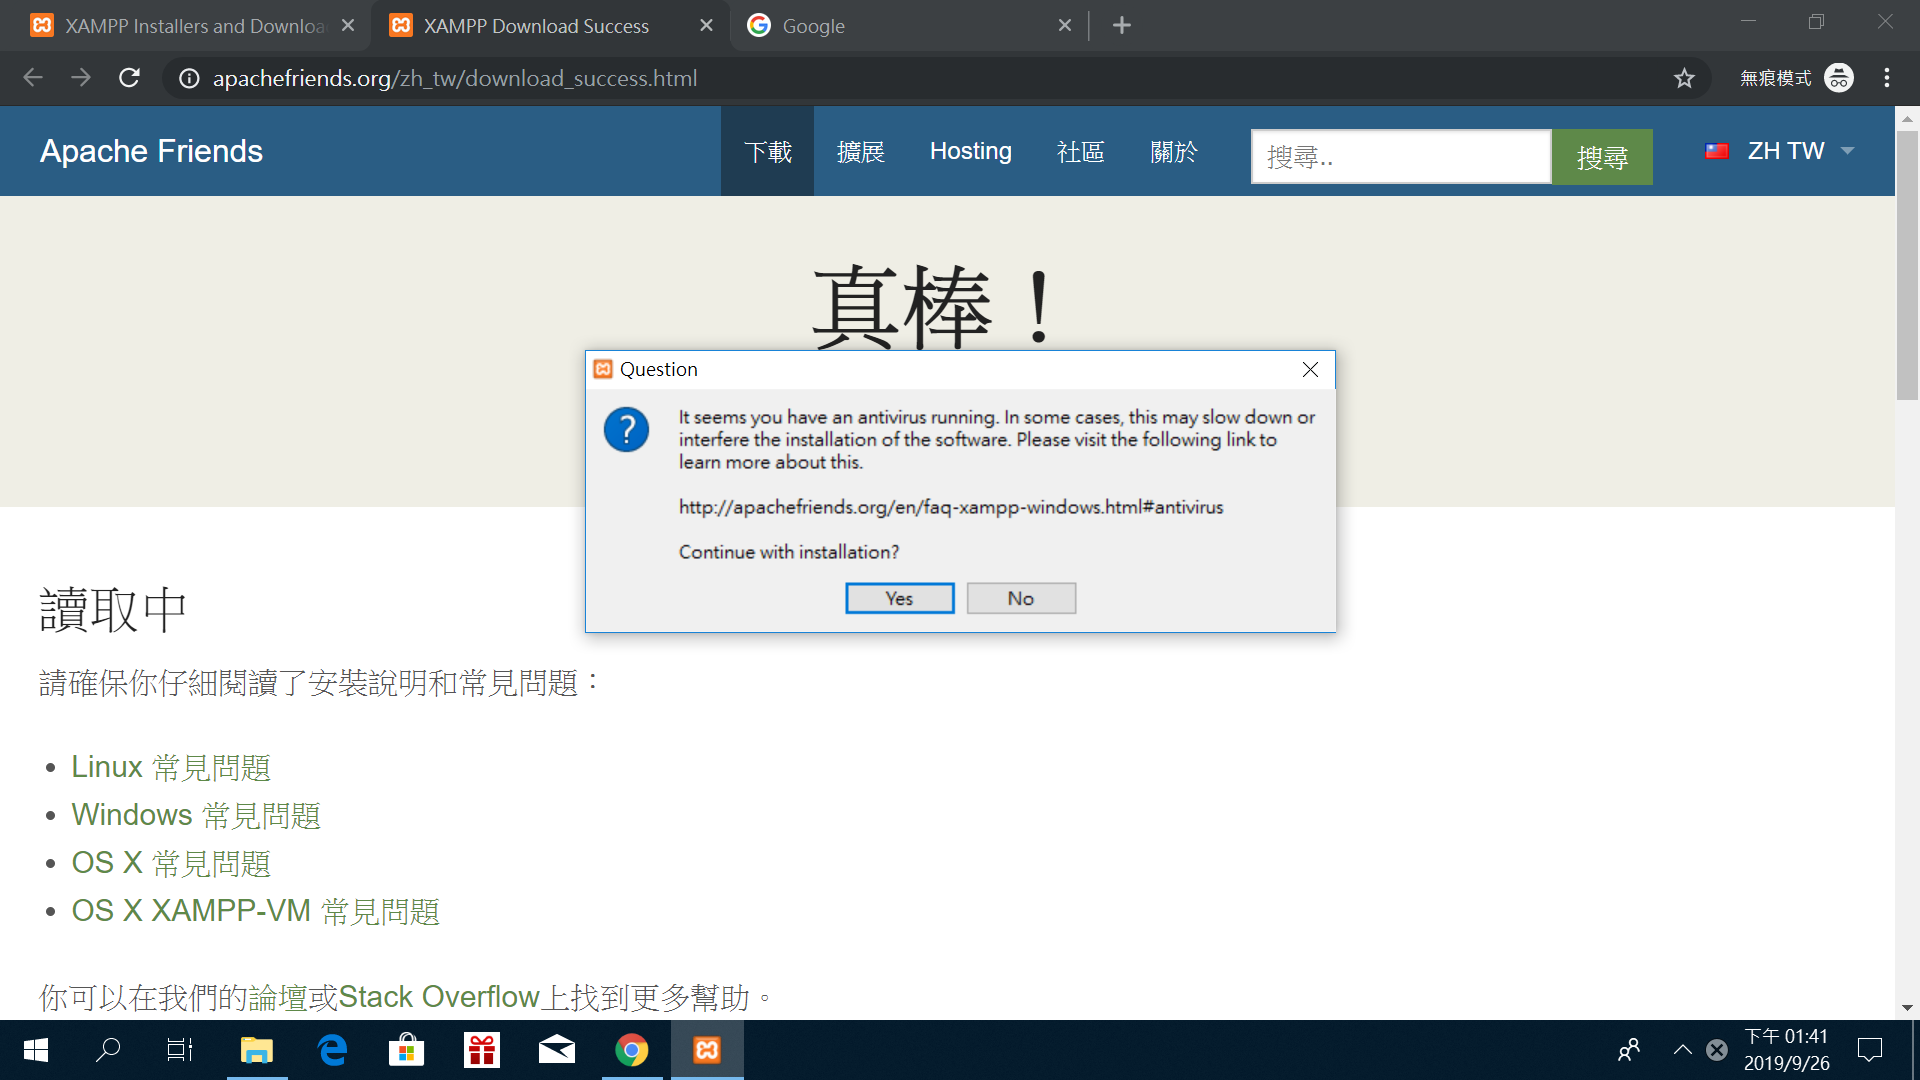 XAMPP Installers and Downloa
XAMPP Download Success
Google
apachefriends.org/zh_tw/download_success.html
無痕模式
Apache Friends
下載
擴展
Hosting
社區
關於
搜尋..
搜尋
ZH TW
真棒！
Question
It seems you have an antivirus running. In some cases, this may slow down or
interfere the installation of the software. Please visit the following link to
learn more about this.
http://apachefriends.org/en/faq-xampp-windows.html#antivirus
Continue with installation?
Yes
No
讀取中
請確保你仔細閱讀了安裝說明和常見問題：
Linux 常見問題
Windows 常見問題
OS X 常見問題
OS X XAMPP-VM 常見問題
你可以在我們的論壇或Stack Overflow上找到更多幫助。
下午 01:41
2019/9/26